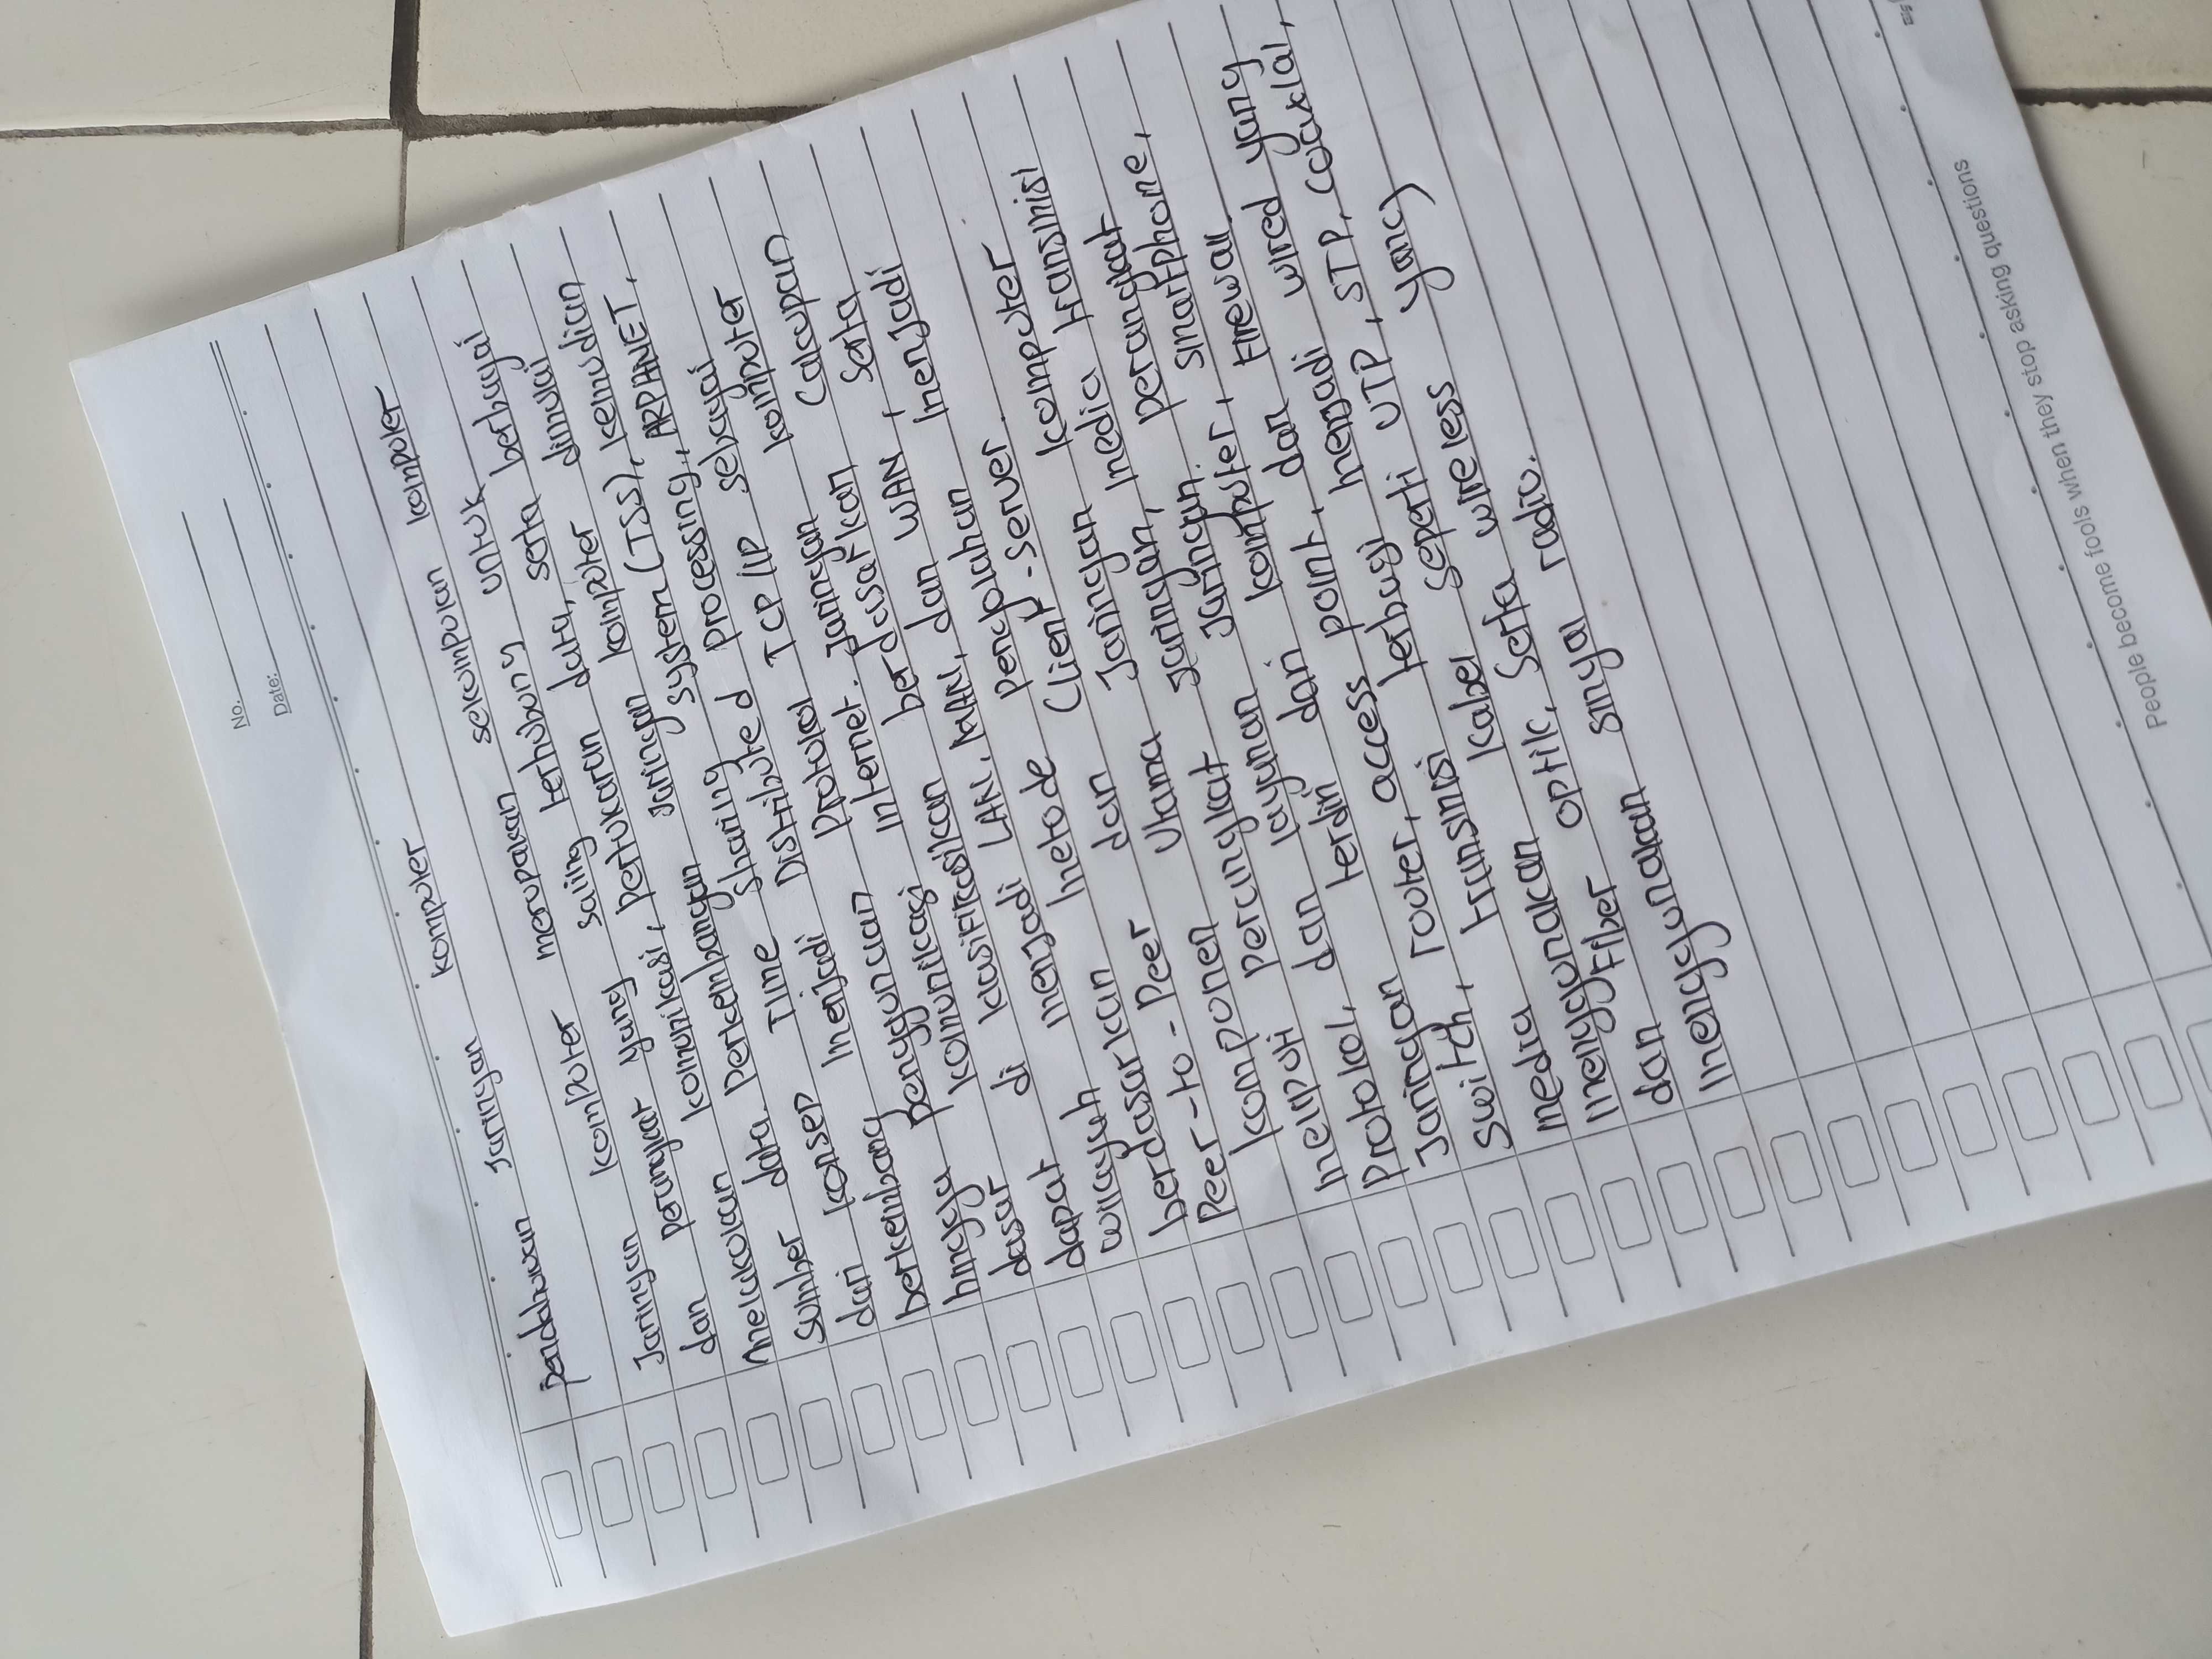 No.
Date:
pendahuluan Jaringan komputer
Jaringan komputer merupakan sekumpulan komputer
dan perangkat yang saling terhubung untuk
melakukan komunikasi, pertukaran data, serta berbagai
sumber data. Perkembangan Jaringan komputer dimulai
dari konsep Time sharing system (TSS), kemudian
berkembang menjadi Distributed processing, ARPANET,
hingga penggunaan Protokol TCP/IP sebagai
dasar komunikasi internet. Jaringan komputer
dapat di klasifikasikan berdasarkan Cakupan
wilayah menjadi LAN, MAN, dan WAN, serta
berdasarkan metode pengolahan menjadi
Peer-to-Peer dan Client-Server.
komponen utama Jaringan komputer
meliputi perangkat Jaringan, media transmisi
Protokol, dan layanan Jaringan. perangkat
Jaringan terdiri dari komputer, smartphone,
switch, router, access point, dan Firewall.
media transmisi terbagi menjadi wired yang
menggunakan kabel seperti UTP, STP, coaxial,
dan Fiber optik, serta wireless yang
menggunakan sinyal radio.
People become fools when they stop asking questions